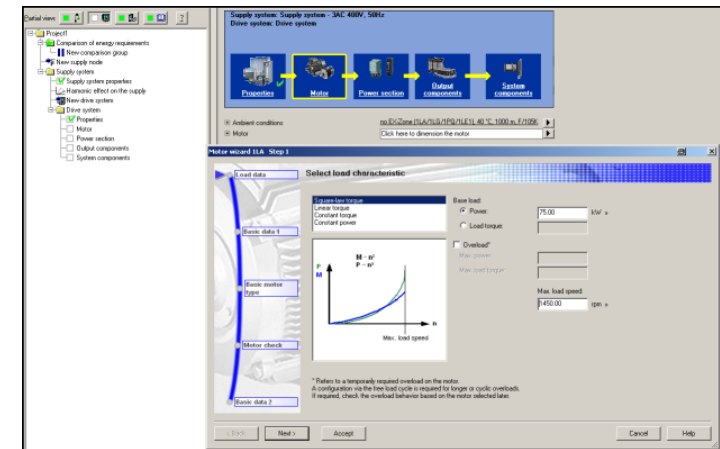 Partial view:
?
Project1
Comparison of energy requirements
New comparison group
New supply node
Supply system
Supply system properties
Harmonic effect on the supply
New drive system
Drive system
Properties
Motor
Power section
Output components
System components
Supply system: Supply system - 3AC 400V, 50Hz
Drive system: Drive system
Properties
Motor
Power section
Output components
System components
Ambient conditions
Motor
Click here to dimension the motor
Motor wizard 1LA Step 1
Load data
Basic data 1
Basic motor type
Motor check
Basic data 2
Select load characteristic
Square-law torque
Linear torque
Constant torque
Constant power
P
M
M ~ n²
P ~ n³
n
Max. load speed
Base load:
Power:
75.00
kW
Load torque:
Overload*
Max. power:
Max. load torque:
Max. load speed:
1450.00
rpm
* Refers to a temporarily required overload on the motor.
A configuration via the free load cycle is required for longer or cyclic overloads.
If required, check the overload behavior based on the motor selected later.
< Back
Next >
Accept
Cancel
Help